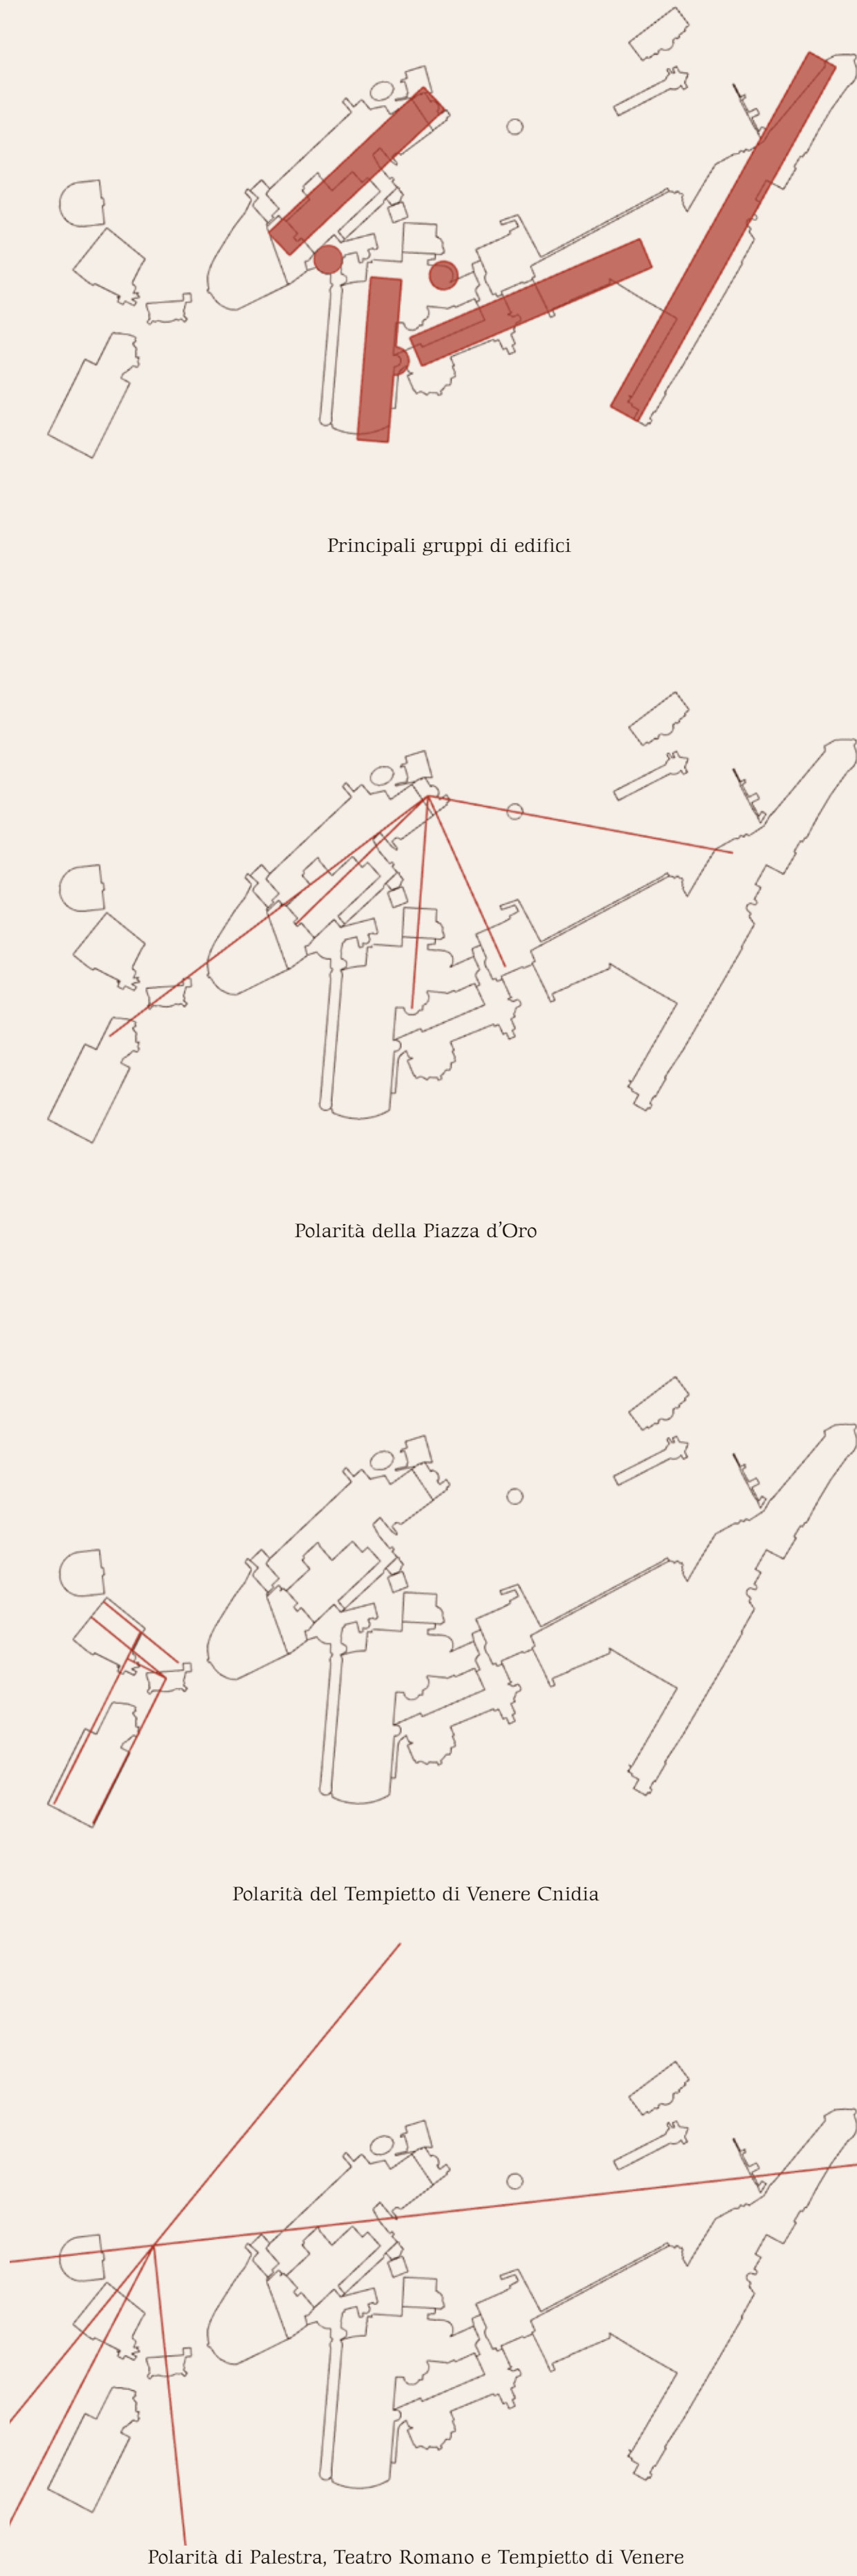 Principali gruppi di edifici
Polarità della Piazza d’Oro
Polarità del Tempietto di Venere Cnidia
Polarità di Palestra, Teatro Romano e Tempietto di Venere